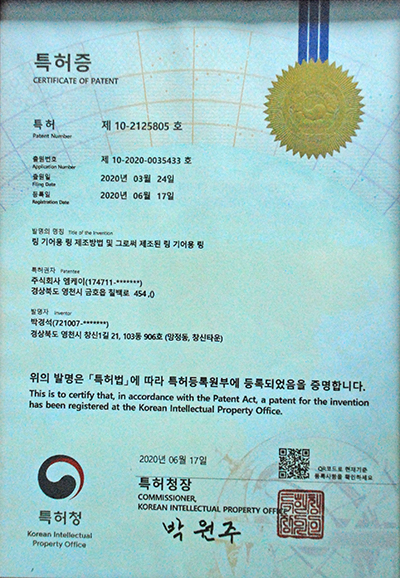 특허증
CERTIFICATE OF PATENT
특허 제 10-2125805 호
Patent Number
출원번호 제 10-2020-0035433 호
Application Number
출원일 2020년 03월 24일
Filing Date
등록일 2020년 06월 17일
Registration Date
발명의 명칭 Title of the Invention
링 기어용 링 제조방법 및 그로써 제조된 링 기어용 링
특허권자 Patentee
주식회사 엠케이(174711-*******)
경상북도 영천시 금호읍 칠백로 454 ,()
발명자 Inventor
박경석(721007-*******)
경상북도 영천시 창신1길 21, 103동 906호 (망정동, 창신타운)
위의 발명은 「특허법」에 따라 특허등록원부에 등록되었음을 증명합니다.
This is to certify that, in accordance with the Patent Act, a patent for the invention
has been registered at the Korean Intellectual Property Office.
2020년 06월 17일
QR코드로 현재기준
등록사항을 확인하세요
특허청장
COMMISSIONER,
KOREAN INTELLECTUAL PROPERTY OFFICE
박원주
특허청
Korean Intellectual
Property Office